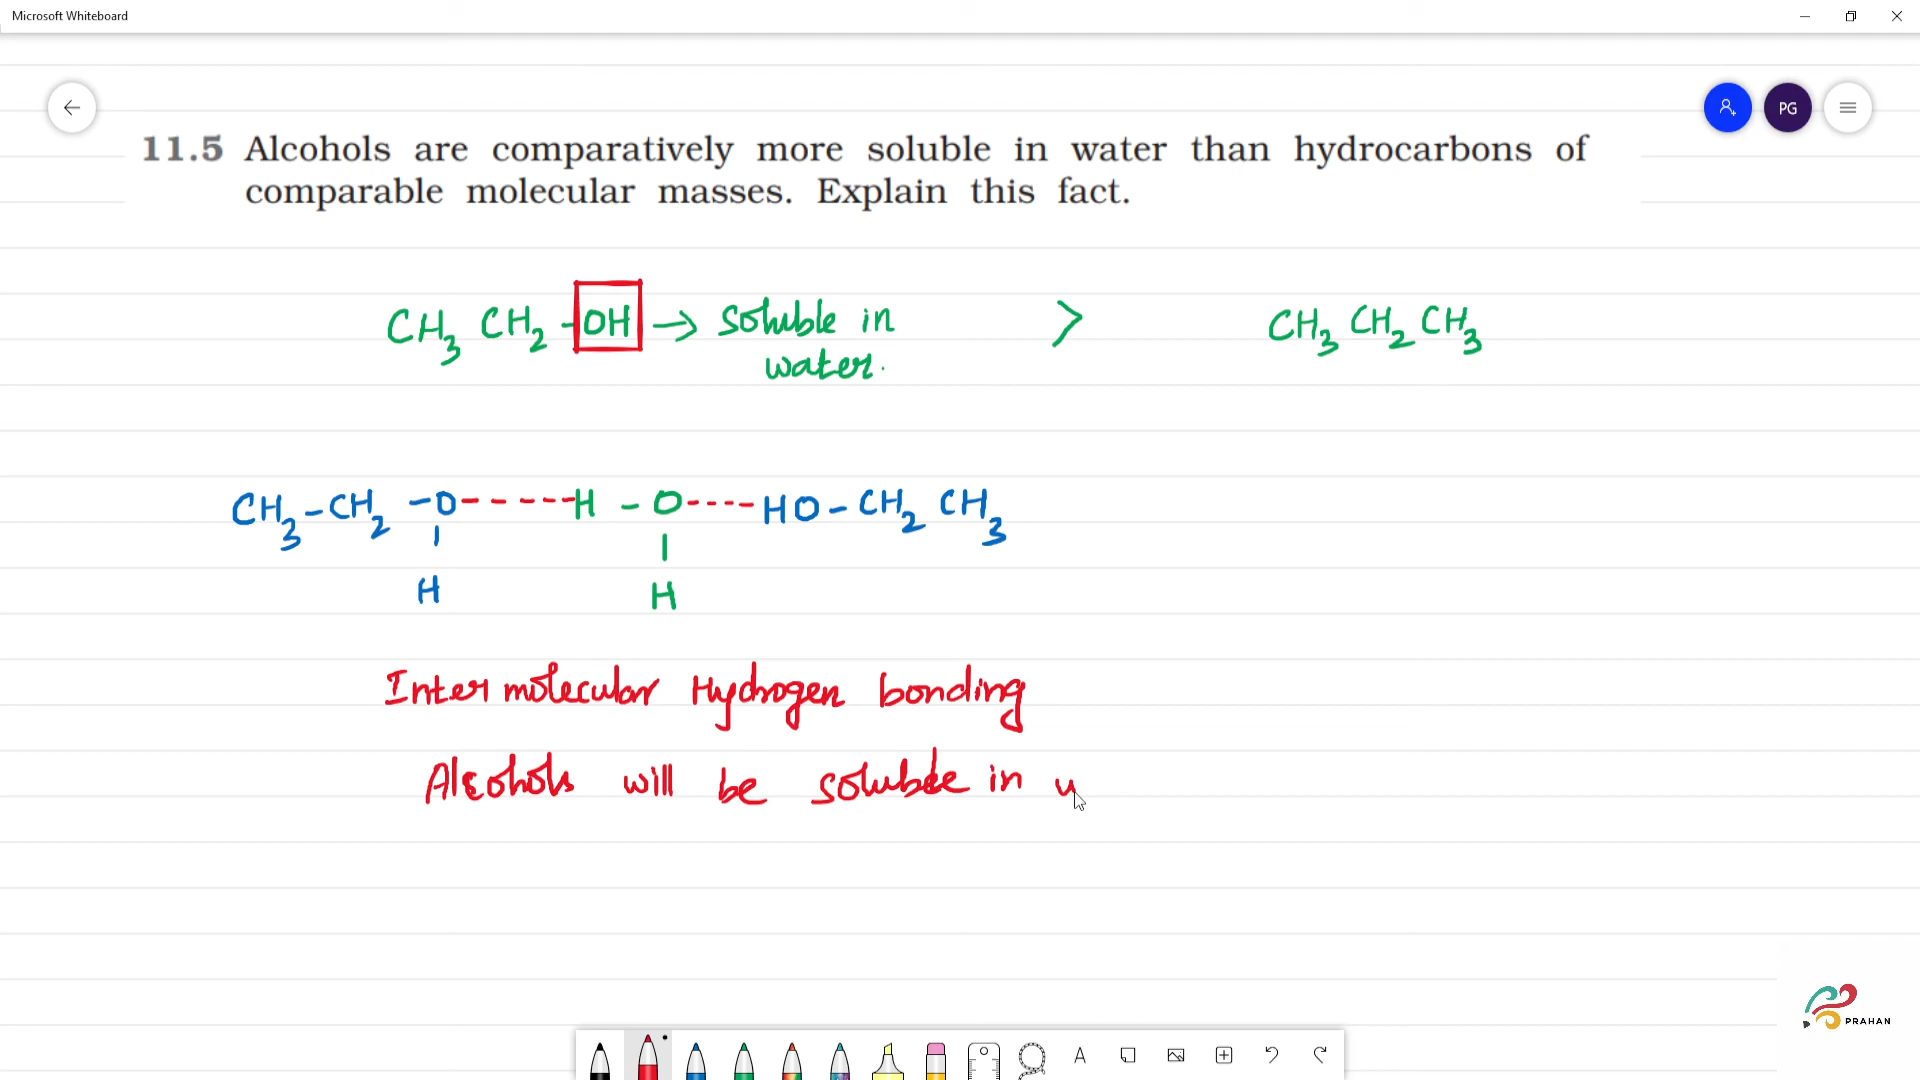 Microsoft Whiteboard
PG
11.5 Alcohols are comparatively more soluble in water than hydrocarbons of
comparable molecular masses. Explain this fact.
CH3 CH2 -OH → soluble in > CH3 CH2 CH3
water.
CH3-CH2 -O------H - O----HO-CH2 CH3
H H
Intermolecular Hydrogen bonding
Alcohols will be soluble in
A
PRAHAN